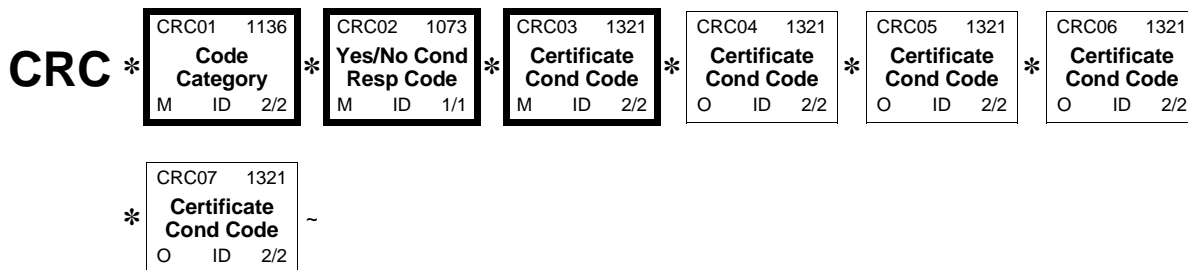 CRC * CRC01 1136 Code Category M ID 2/2 * CRC02 1073 Yes/No Cond Resp Code M ID 1/1 * CRC03 1321 Certificate Cond Code M ID 2/2 * CRC04 1321 Certificate Cond Code O ID 2/2 * CRC05 1321 Certificate Cond Code O ID 2/2 * CRC06 1321 Certificate Cond Code O ID 2/2
* CRC07 1321 Certificate Cond Code O ID 2/2 ~